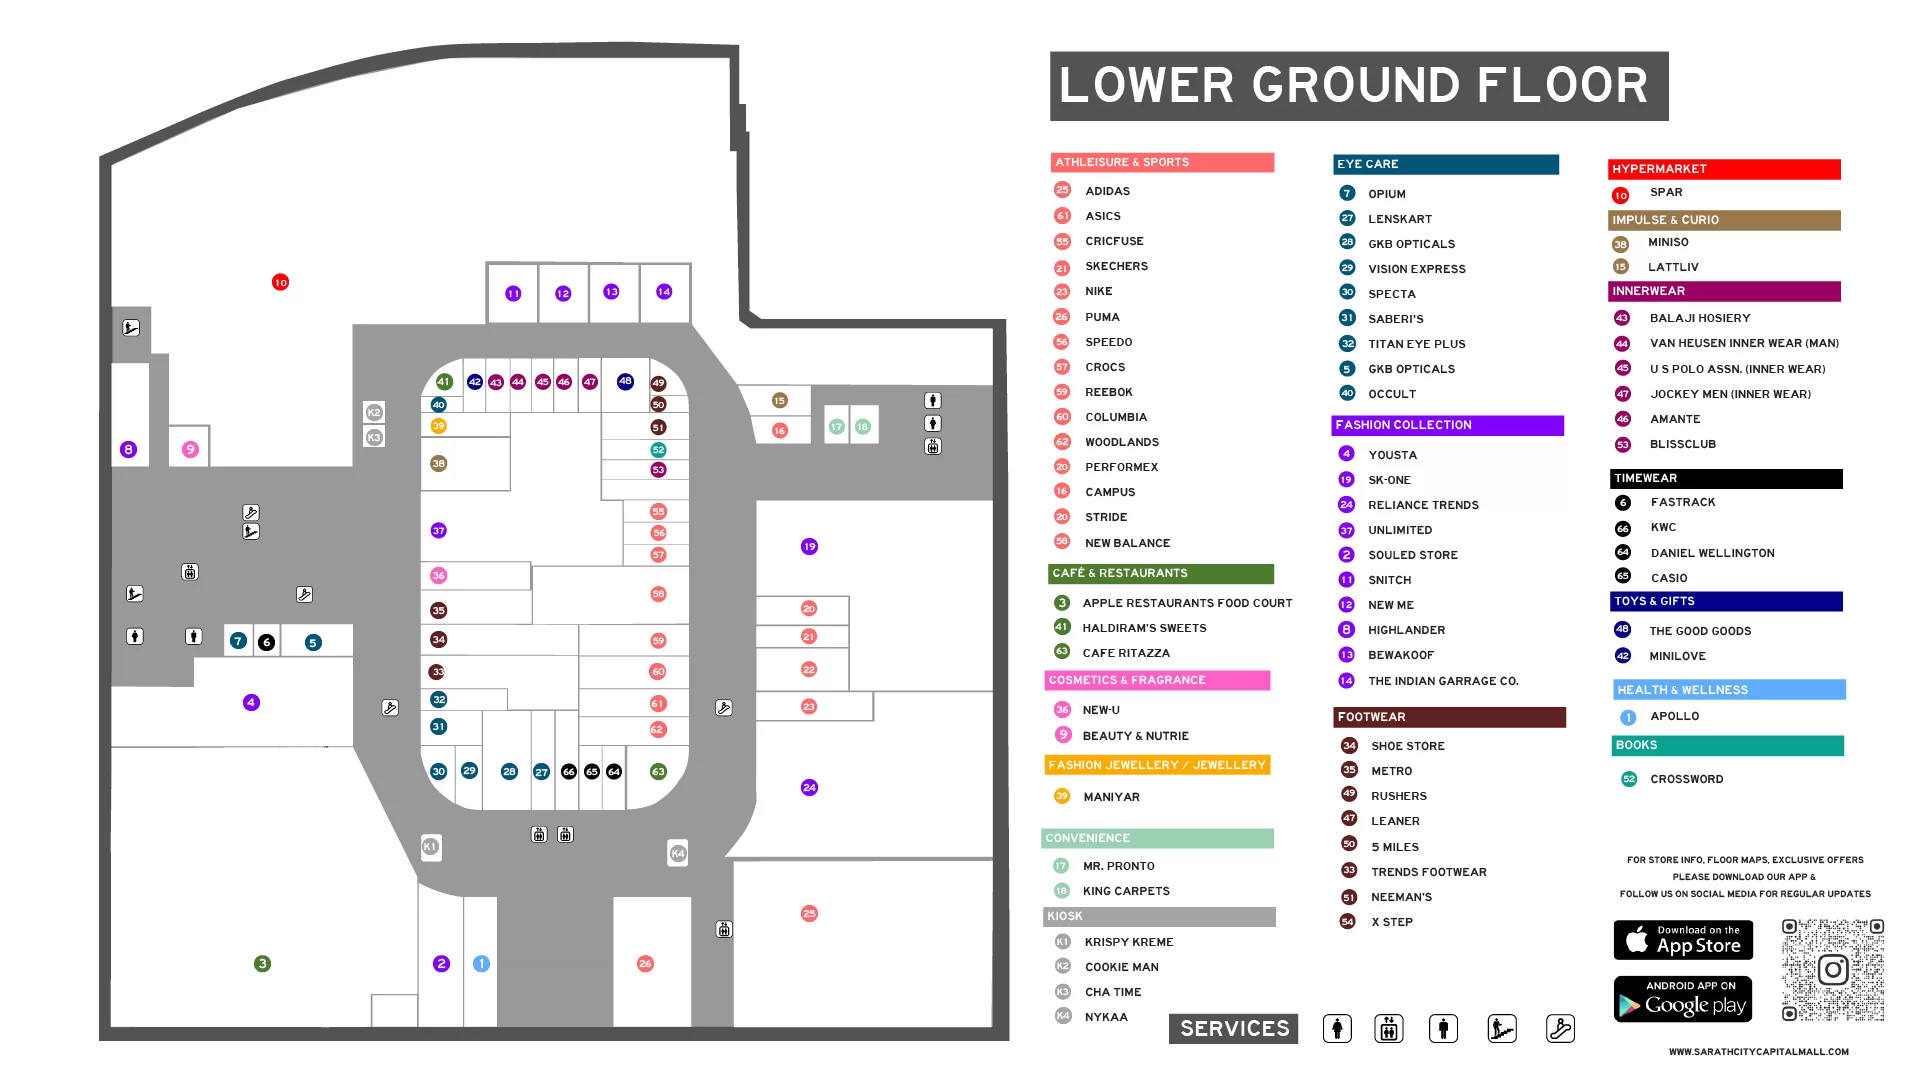 LOWER GROUND FLOOR
ATHLEISURE & SPORTS
25 ADIDAS
61 ASICS
55 CRICFUSE
21 SKECHERS
23 NIKE
26 PUMA
56 SPEEDO
57 CROCS
59 REEBOK
60 COLUMBIA
62 WOODLANDS
20 PERFORMEX
16 CAMPUS
20 STRIDE
58 NEW BALANCE
CAFÉ & RESTAURANTS
3 APPLE RESTAURANTS FOOD COURT
41 HALDIRAM'S SWEETS
63 CAFE RITAZZA
COSMETICS & FRAGRANCE
36 NEW-U
9 BEAUTY & NUTRIE
FASHION JEWELLERY / JEWELLERY
39 MANIYAR
CONVENIENCE
17 MR. PRONTO
18 KING CARPETS
KIOSK
K1 KRISPY KREME
K2 COOKIE MAN
K3 CHA TIME
K4 NYKAA
EYE CARE
7 OPIUM
27 LENSKART
28 GKB OPTICALS
29 VISION EXPRESS
30 SPECTA
31 SABERI'S
32 TITAN EYE PLUS
5 GKB OPTICALS
40 OCCULT
FASHION COLLECTION
4 YOUSTA
19 SK-ONE
24 RELIANCE TRENDS
37 UNLIMITED
2 SOULED STORE
11 SNITCH
12 NEW ME
8 HIGHLANDER
13 BEWAKOOF
14 THE INDIAN GARRAGE CO.
FOOTWEAR
34 SHOE STORE
35 METRO
49 RUSHERS
47 LEANER
50 5 MILES
33 TRENDS FOOTWEAR
51 NEEMAN'S
54 X STEP
HYPERMARKET
10 SPAR
IMPULSE & CURIO
38 MINISO
15 LATTLIV
INNERWEAR
43 BALAJI HOSIERY
44 VAN HEUSEN INNER WEAR (MAN)
45 U S POLO ASSN. (INNER WEAR)
47 JOCKEY MEN (INNER WEAR)
46 AMANTE
53 BLISSCLUB
TIMEWEAR
6 FASTRACK
66 KWC
64 DANIEL WELLINGTON
65 CASIO
TOYS & GIFTS
48 THE GOOD GOODS
42 MINILOVE
HEALTH & WELLNESS
1 APOLLO
BOOKS
52 CROSSWORD
FOR STORE INFO, FLOOR MAPS, EXCLUSIVE OFFERS
PLEASE DOWNLOAD OUR APP &
FOLLOW US ON SOCIAL MEDIA FOR REGULAR UPDATES
Download on the
App Store
ANDROID APP ON
Google play
SERVICES
WWW.SARATHCITYCAPITALMALL.COM
10
11 12 13 14
41 42 43 44 45 46 47 48 49
40 50
K2
15
39 51
K3
16 17 18
8 9
52
38 53
55
37 56
19
57
36
58
35 20
7 6 5 34 59 21
33 60 22
4 32 61 23
31 62
30 29 28 27 66 65 64 63
24
K1 K4
25
3 2 1 26